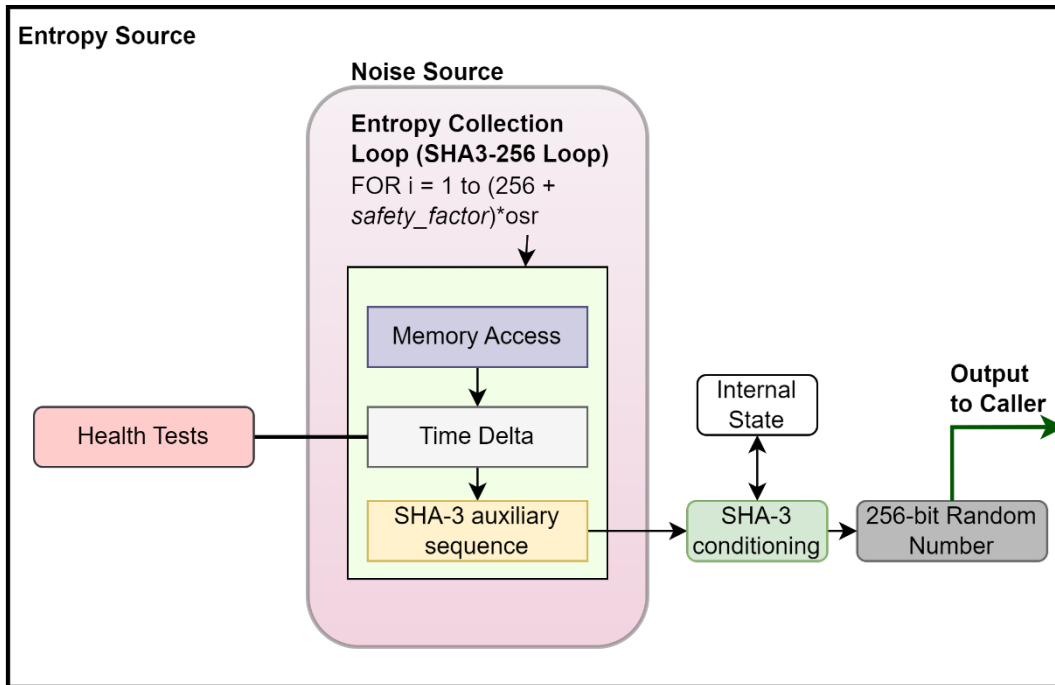 Entropy Source
Noise Source
Entropy Collection
Loop (SHA3-256 Loop)
FOR i = 1 to (256 +
safety_factor)*osr
Memory Access
Health Tests
Time Delta
SHA-3 auxiliary
sequence
Internal
State
SHA-3
conditioning
256-bit Random
Number
Output
to Caller